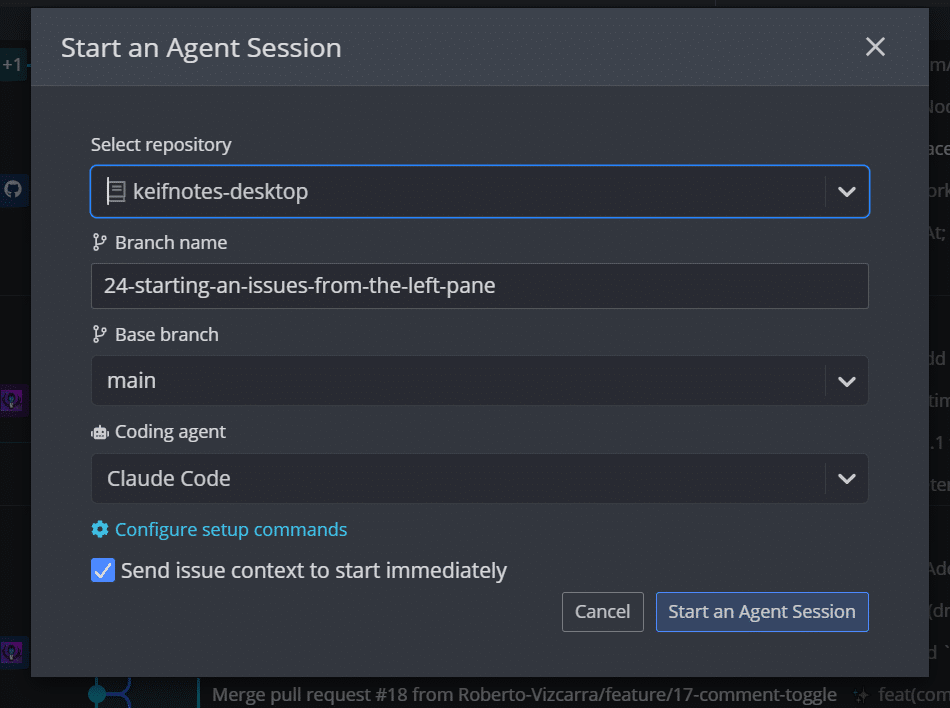 Start an Agent Session
+1
Select repository
keifnotes-desktop
Branch name
24-starting-an-issues-from-the-left-pane
Base branch
main
Coding agent
Claude Code
Configure setup commands
Send issue context to start immediately
Cancel
Start an Agent Session
Merge pull request #18 from Roberto-Vizcarra/feature/17-comment-toggle